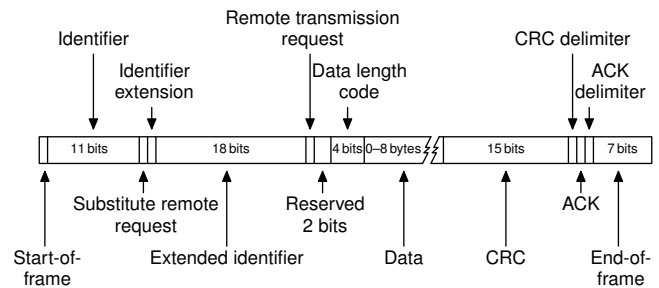 Remote transmission
request
Identifier
CRC delimiter
Identifier
extension
Data length
code
ACK
delimiter
11 bits
18 bits
4 bits
0–8 bytes
15 bits
7 bits
Substitute remote
request
Reserved
2 bits
ACK
Start-of-
frame
Extended identifier
Data
CRC
End-of-
frame